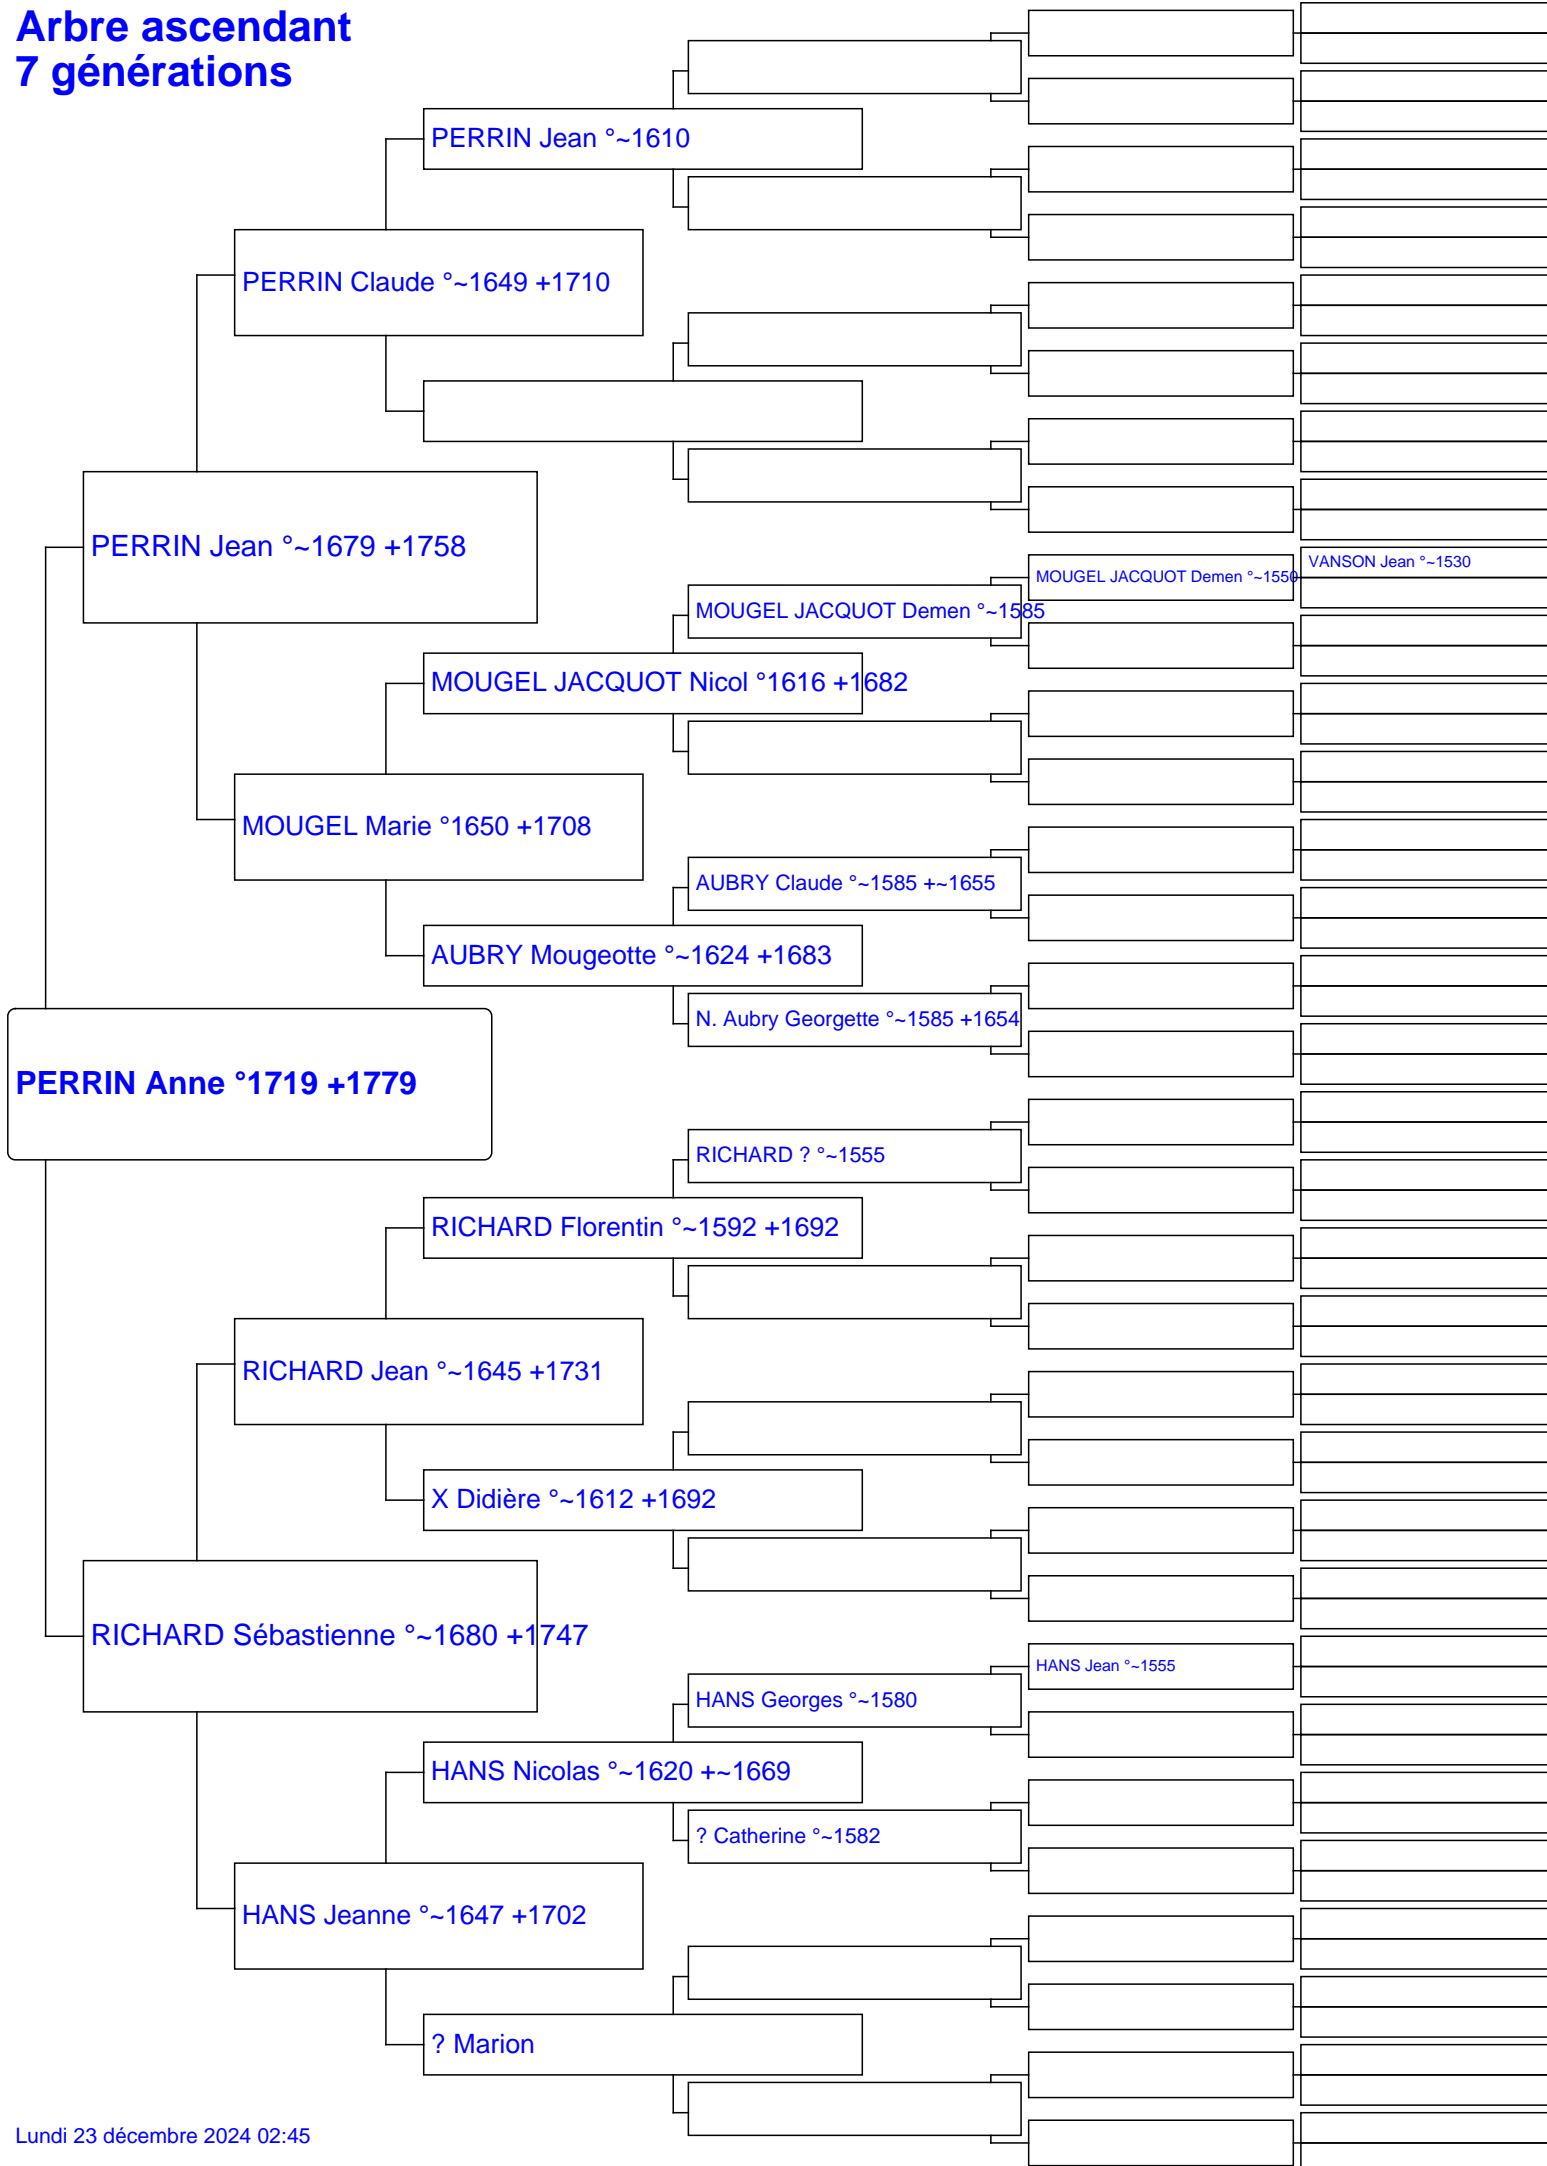 Arbre ascendant
7 générations
PERRIN Jean °~1610
PERRIN Claude °~1649 +1710
PERRIN Jean °~1679 +1758
MOUGEL JACQUOT Demen °~1550
VANSON Jean °~1530
MOUGEL JACQUOT Demen °~1585
MOUGEL JACQUOT Nicol °1616 +1682
MOUGEL Marie °1650 +1708
AUBRY Claude °~1585 +~1655
AUBRY Mougeotte °~1624 +1683
N. Aubry Georgette °~1585 +1654
PERRIN Anne °1719 +1779
RICHARD ? °~1555
RICHARD Florentin °~1592 +1692
RICHARD Jean °~1645 +1731
X Didière °~1612 +1692
RICHARD Sébastienne °~1680 +1747
HANS Jean °~1555
HANS Georges °~1580
HANS Nicolas °~1620 +~1669
? Catherine °~1582
HANS Jeanne °~1647 +1702
? Marion
Lundi 23 décembre 2024 02:45